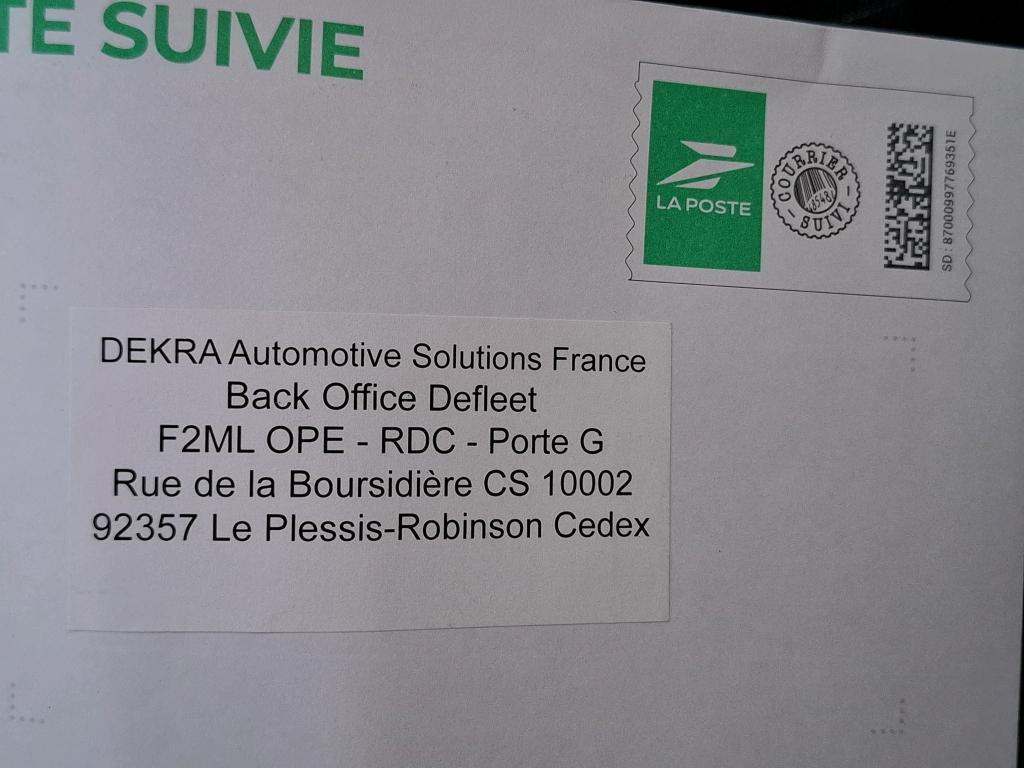 TE SUIVIE
LA POSTE
COURRIER
SUIVI
SD : 87000997769351E
DEKRA Automotive Solutions France
Back Office Defleet
F2ML OPE - RDC - Porte G
Rue de la Boursidière CS 10002
92357 Le Plessis-Robinson Cedex